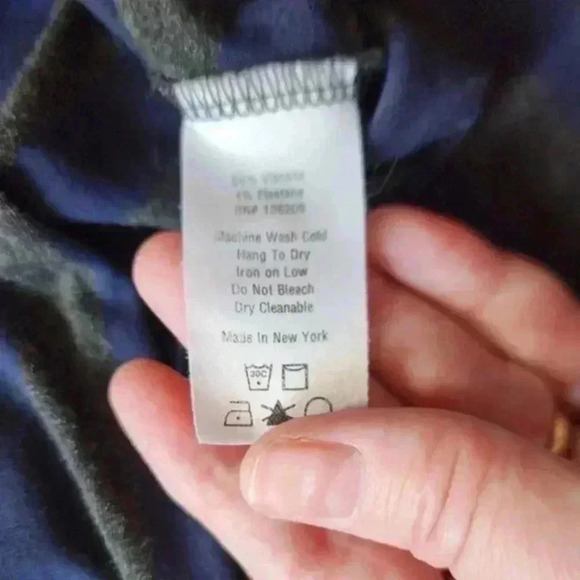 Elastane
Machine Wash Cold
Hang To Dry
Iron on Low
Do Not Bleach
Dry Cleanable
Made In New York
30C